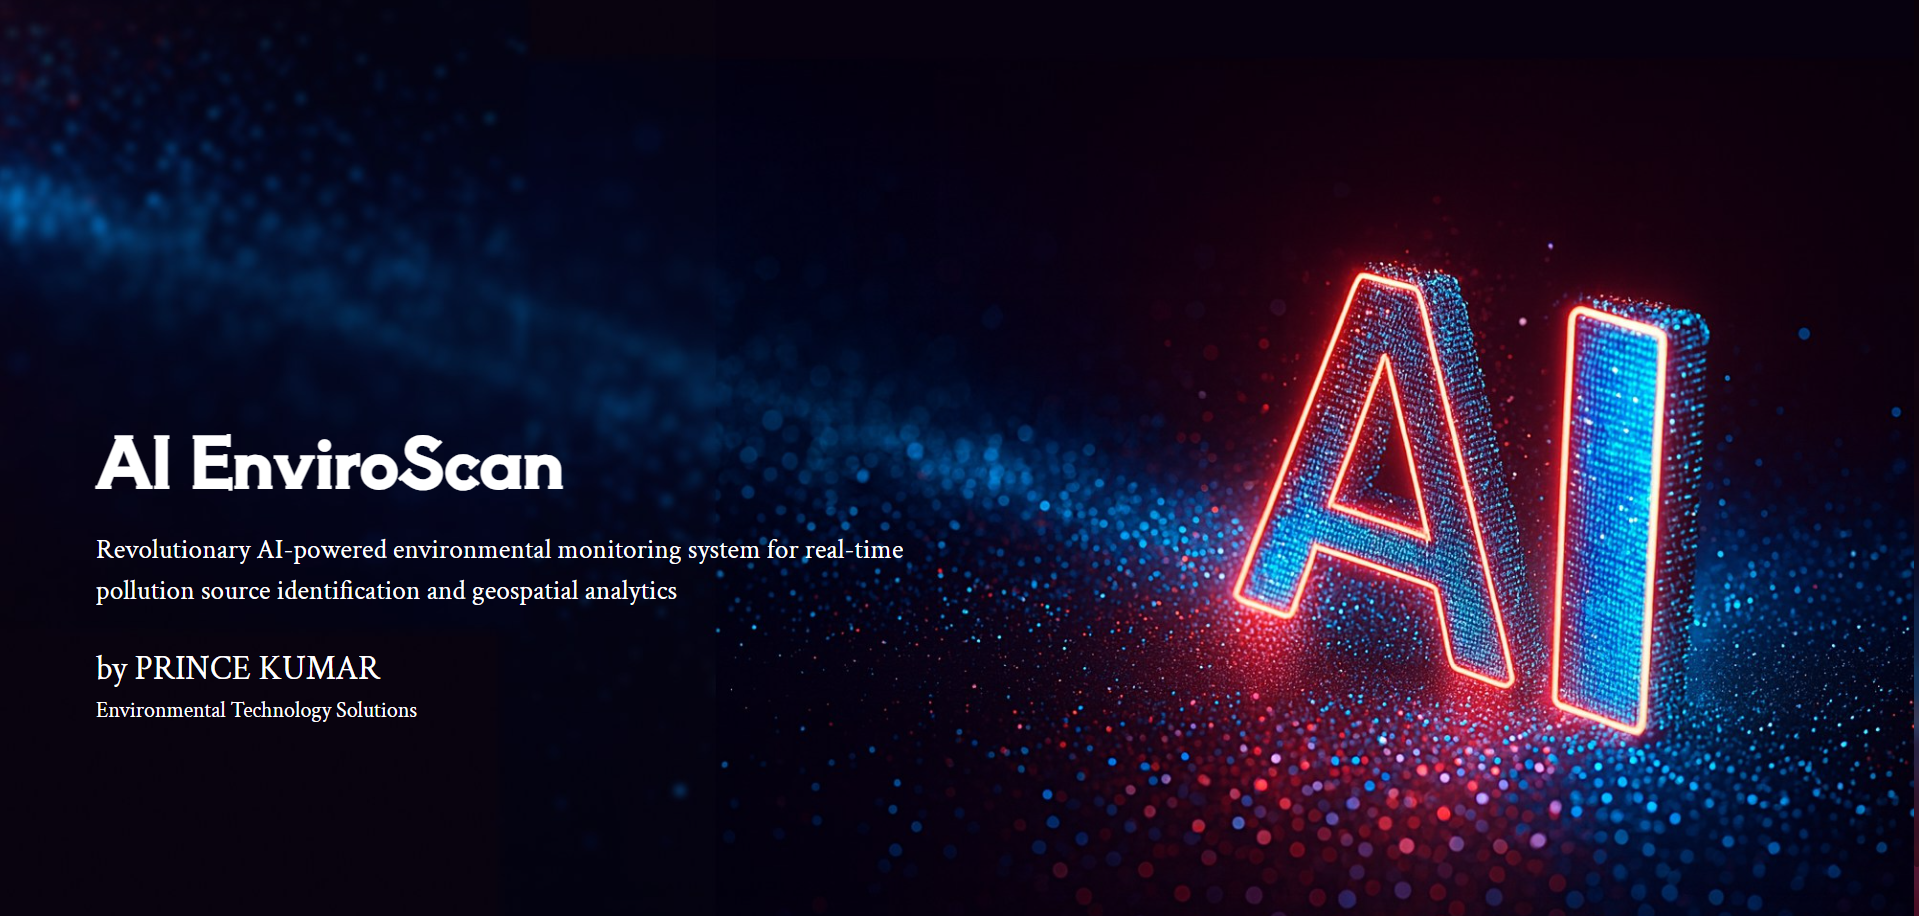 AI EnviroScan
Revolutionary AI-powered environmental monitoring system for real-time
pollution source identification and geospatial analytics
by PRINCE KUMAR
Environmental Technology Solutions
AI